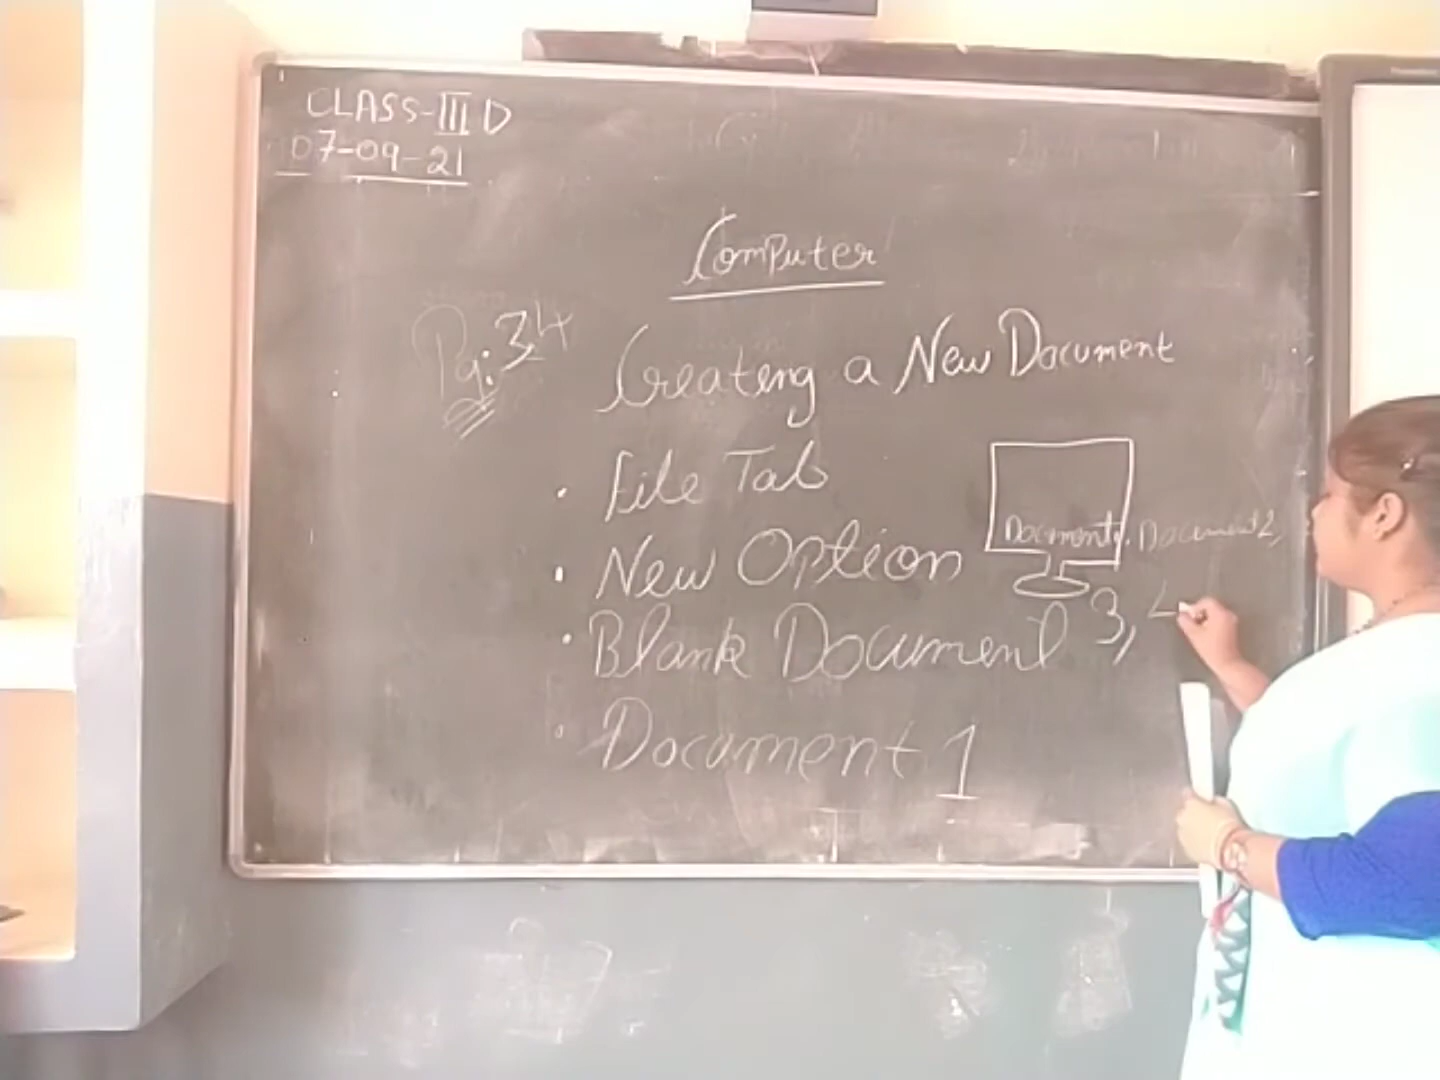 CLASS-III D
07-09-21
Computer
Pg:34
Creating a New Document
• File Tab
• New Option
Document1, Document2,
3, 4
• Blank Document
• Document 1